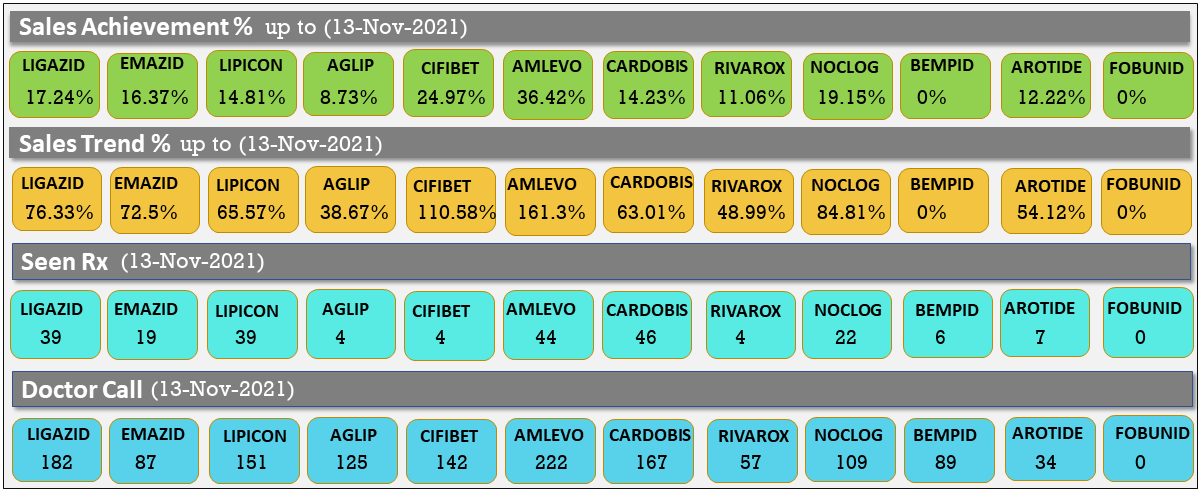 Sales Achievement % up to (13-Nov-2021)
LIGAZID EMAZID LIPICON AGLIP CIFIBET AMLEVO CARDOBIS RIVAROX NOCLOG BEMPID AROTIDE FOBUNID
17.24% 16.37% 14.81% 8.73% 24.97% 36.42% 14.23% 11.06% 19.15% 0% 12.22% 0%
Sales Trend % up to (13-Nov-2021)
LIGAZID EMAZID LIPICON AGLIP CIFIBET AMLEVO CARDOBIS RIVAROX NOCLOG BEMPID AROTIDE FOBUNID
76.33% 72.5% 65.57% 38.67% 110.58% 161.3% 63.01% 48.99% 84.81% 0% 54.12% 0%
Seen Rx (13-Nov-2021)
LIGAZID EMAZID LIPICON AGLIP CIFIBET AMLEVO CARDOBIS RIVAROX NOCLOG BEMPID AROTIDE FOBUNID
39 19 39 4 4 44 46 4 22 6 7 0
Doctor Call (13-Nov-2021)
LIGAZID EMAZID LIPICON AGLIP CIFIBET AMLEVO CARDOBIS RIVAROX NOCLOG BEMPID AROTIDE FOBUNID
182 87 151 125 142 222 167 57 109 89 34 0